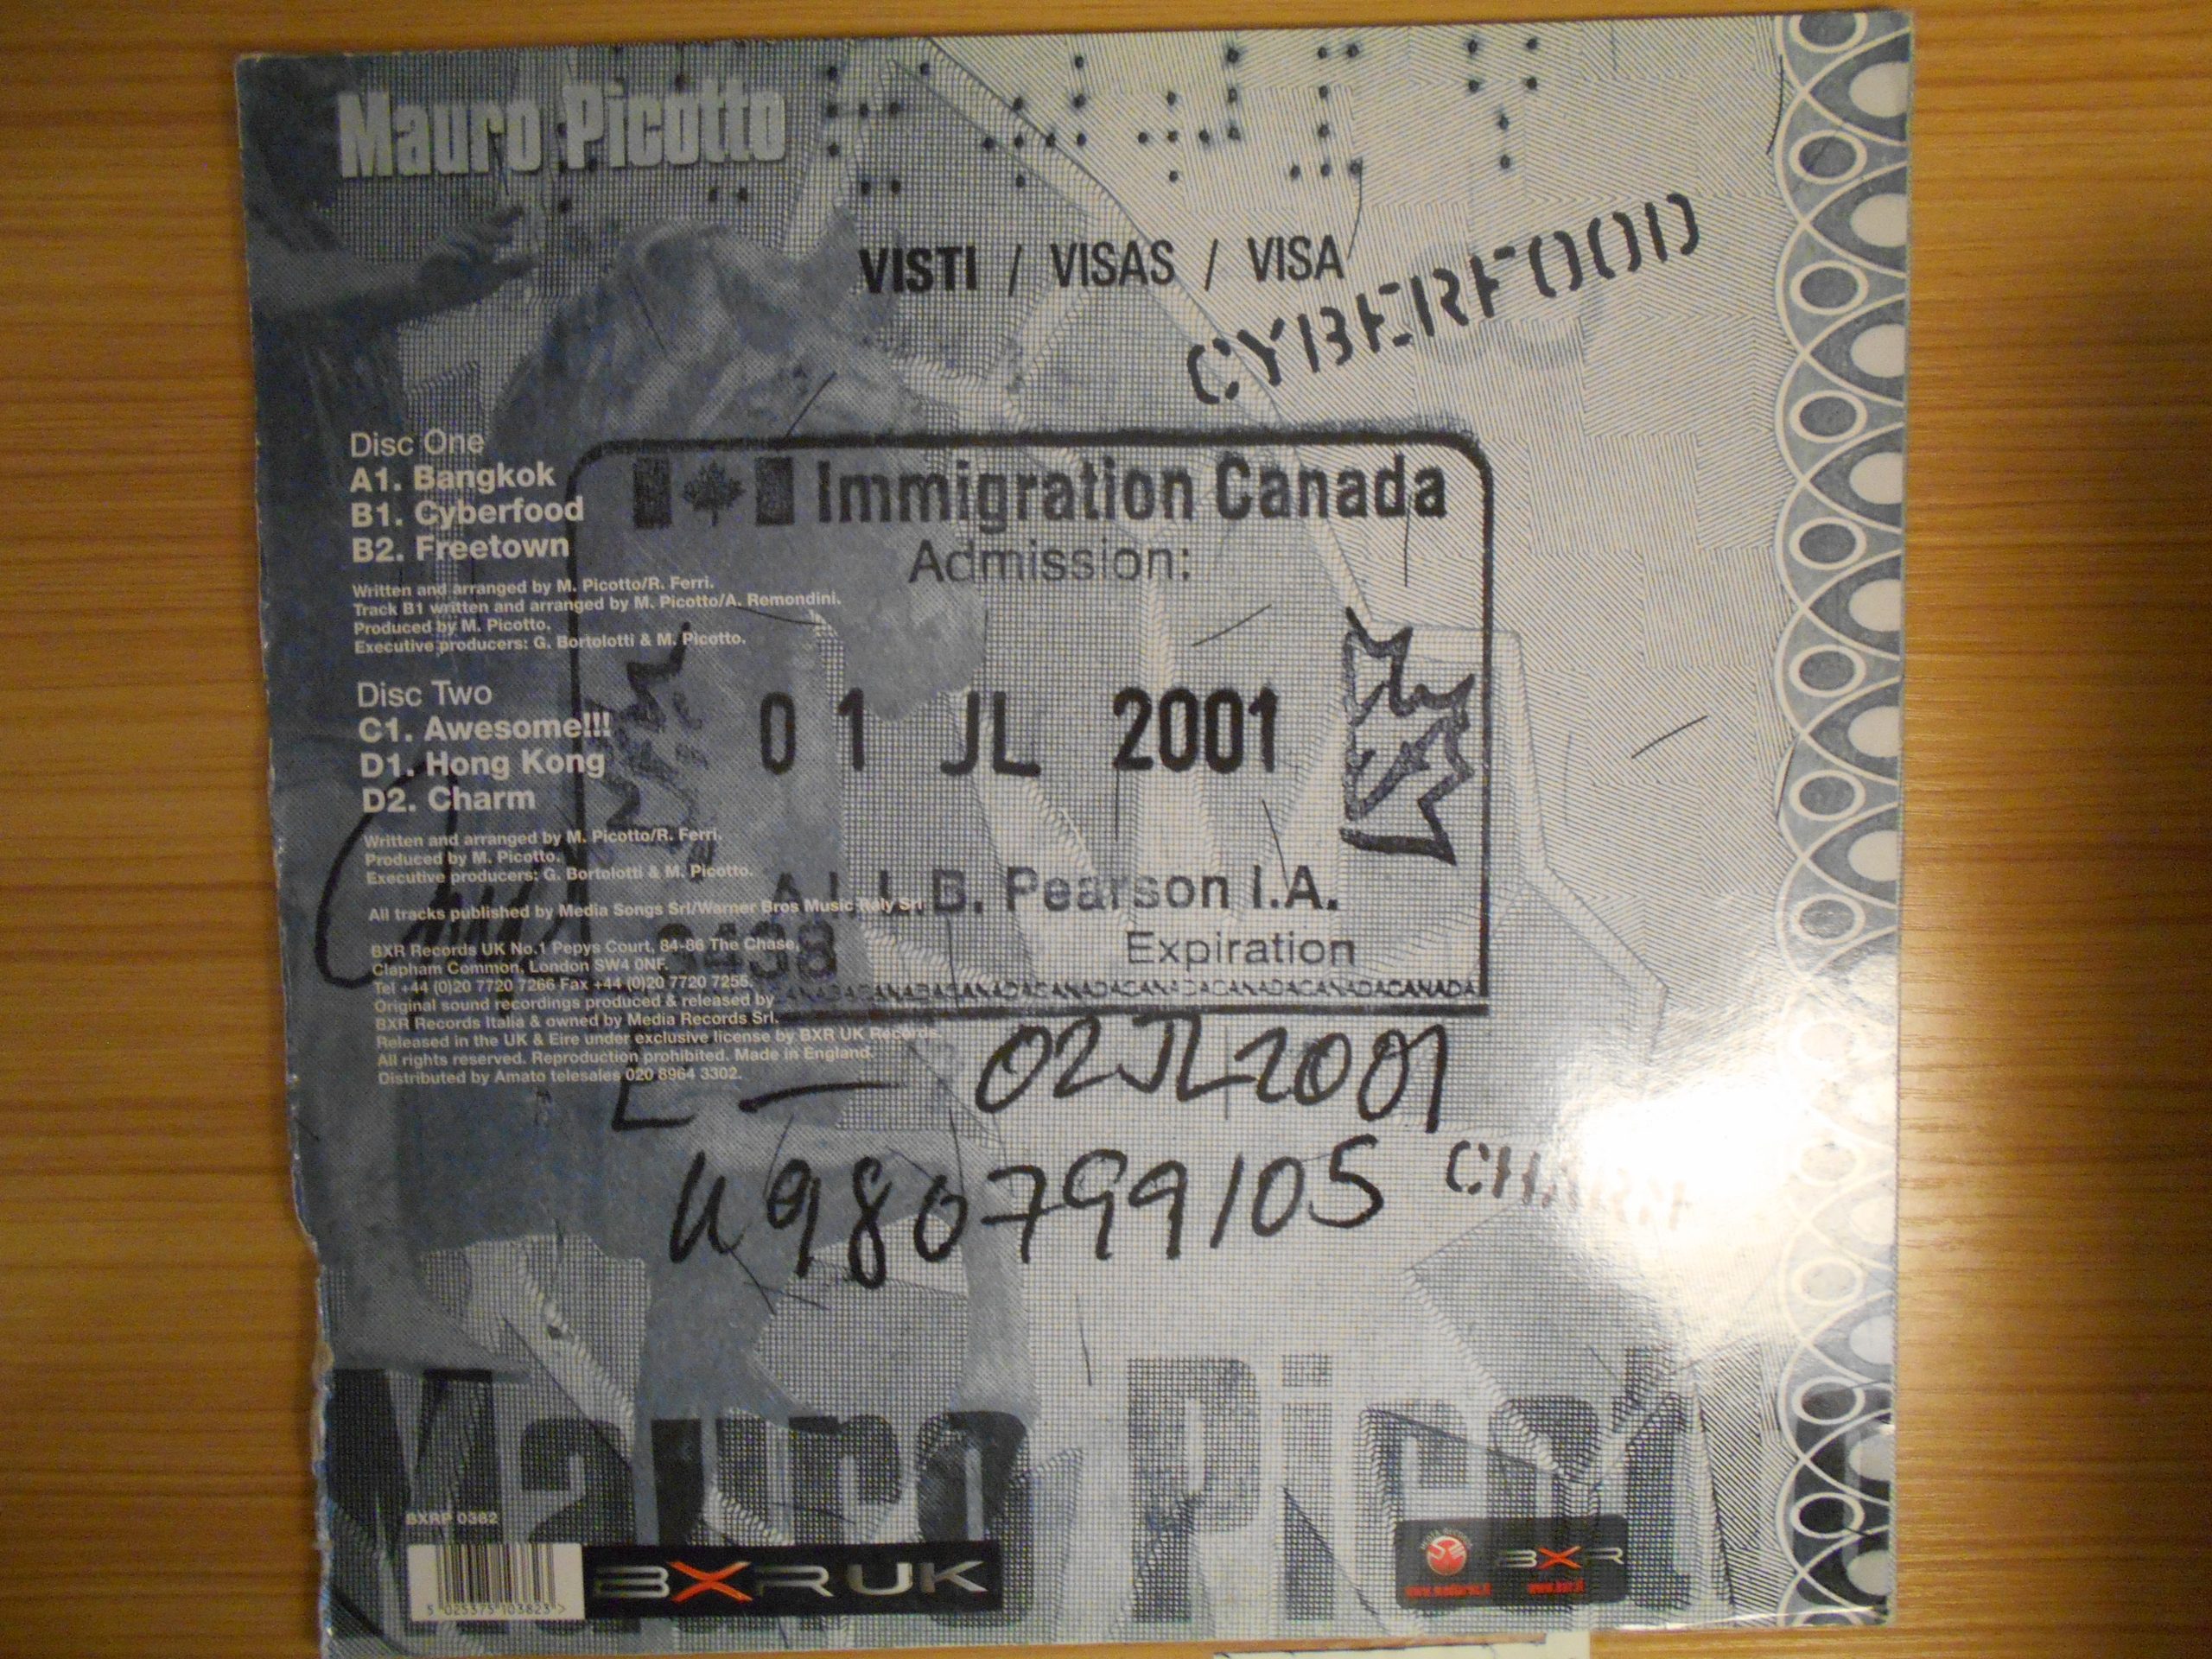 Mauro Picotto
VISTI / VISAS / VISA
CYBERFOOD
Disc One
A1. Bangkok
B1. Cyberfood
B2. Freetown
Written and arranged by M. Picotto/R. Ferri.
Track B1 written and arranged by M. Picotto/A. Remondini.
Produced by M. Picotto.
Executive producers: G. Bortolotti & M. Picotto.
Disc Two
C1. Awesome!!!
D1. Hong Kong
D2. Charm
Written and arranged by M. Picotto/R. Ferri.
Produced by M. Picotto.
Executive producers: G. Bortolotti & M. Picotto.
All tracks published by Media Songs Srl/Warner Bros Music Italy Srl
BXR Records UK No.1 Pepys Court, 84-86 The Chase,
Clapham Common, London SW4 0NF.
Tel +44 (0)20 7720 7266 Fax +44 (0)20 7720 7255.
Original sound recordings produced & released by
BXR Records Italia & owned by Media Records Srl.
Released in the UK & Eire under exclusive license by BXR UK Records.
All rights reserved. Reproduction prohibited. Made in England.
Distributed by Amato telesales 020 8964 3302.
Immigration Canada
Admission:
01 JL 2001
L.B. Pearson I.A.
Expiration
CANADACANADACANADACANADACANADACANADACANADA
02JL2001
980799105
CHARM
Mauro Picot
BXRP 0382
5 025375 103823 >
BXR UK
BXR